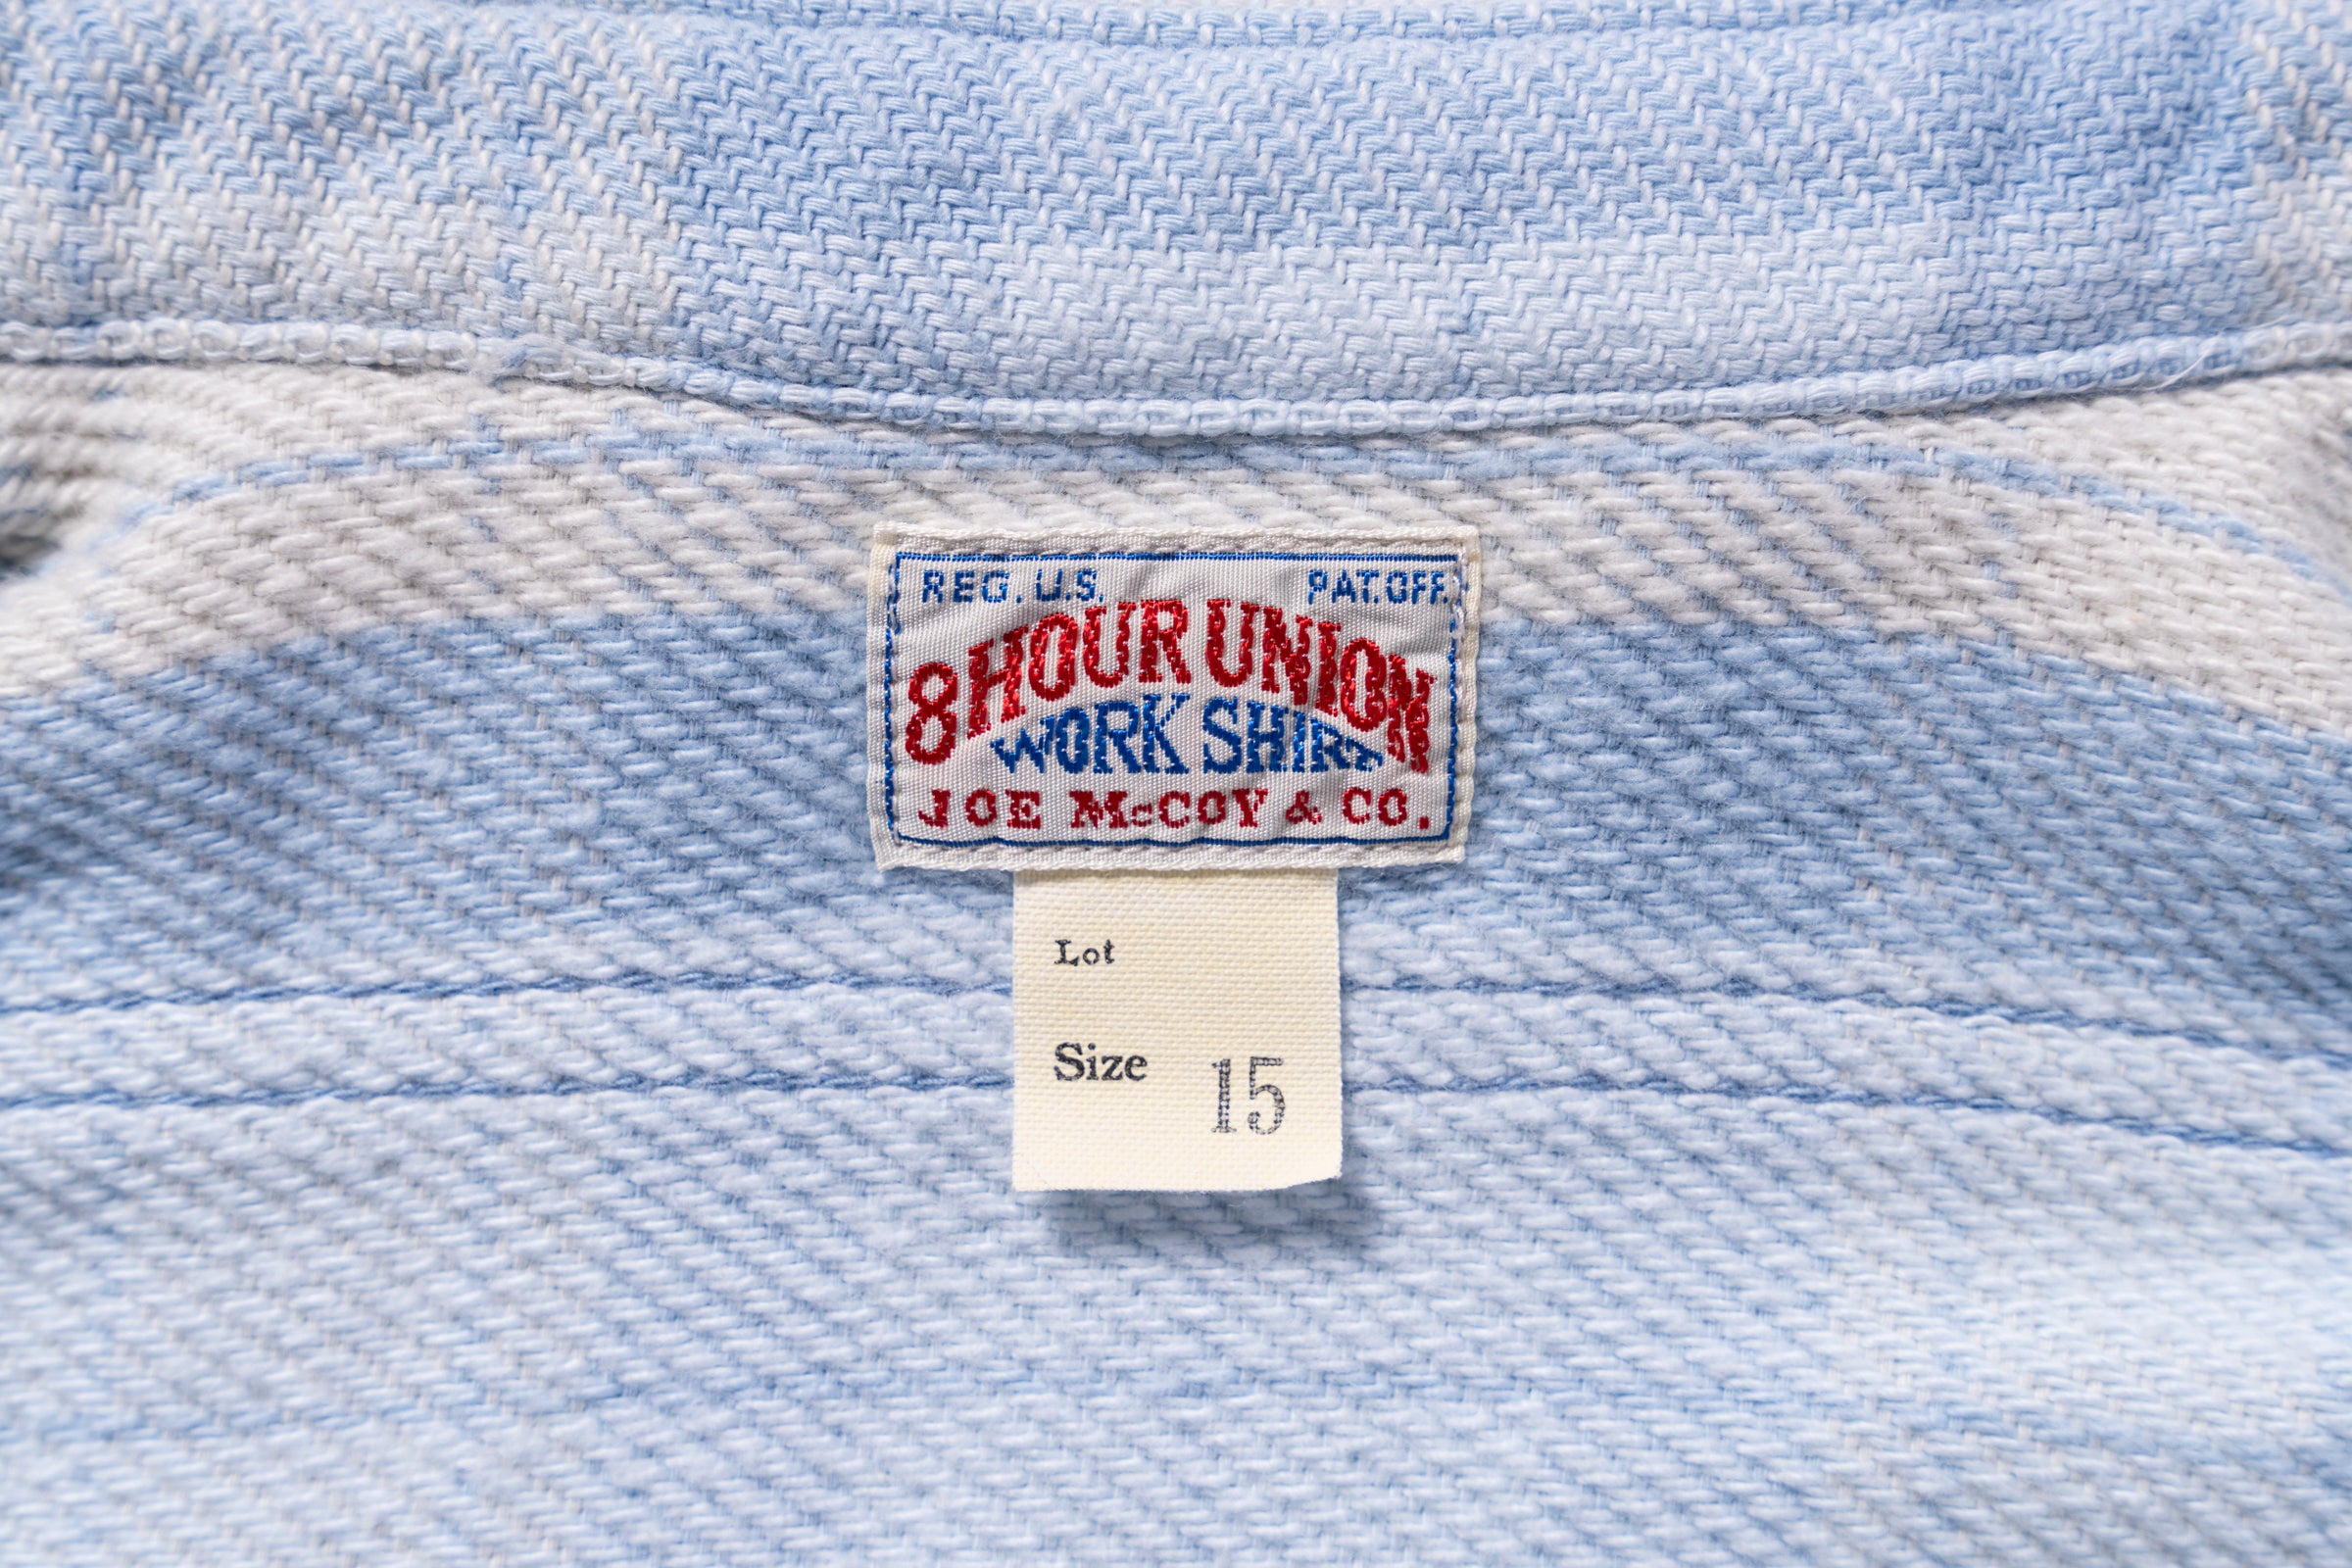 REG. U.S. PAT. OFF.
8 HOUR UNION
WORK SHIRT
JOE McCOY & CO.
Lot
Size 15